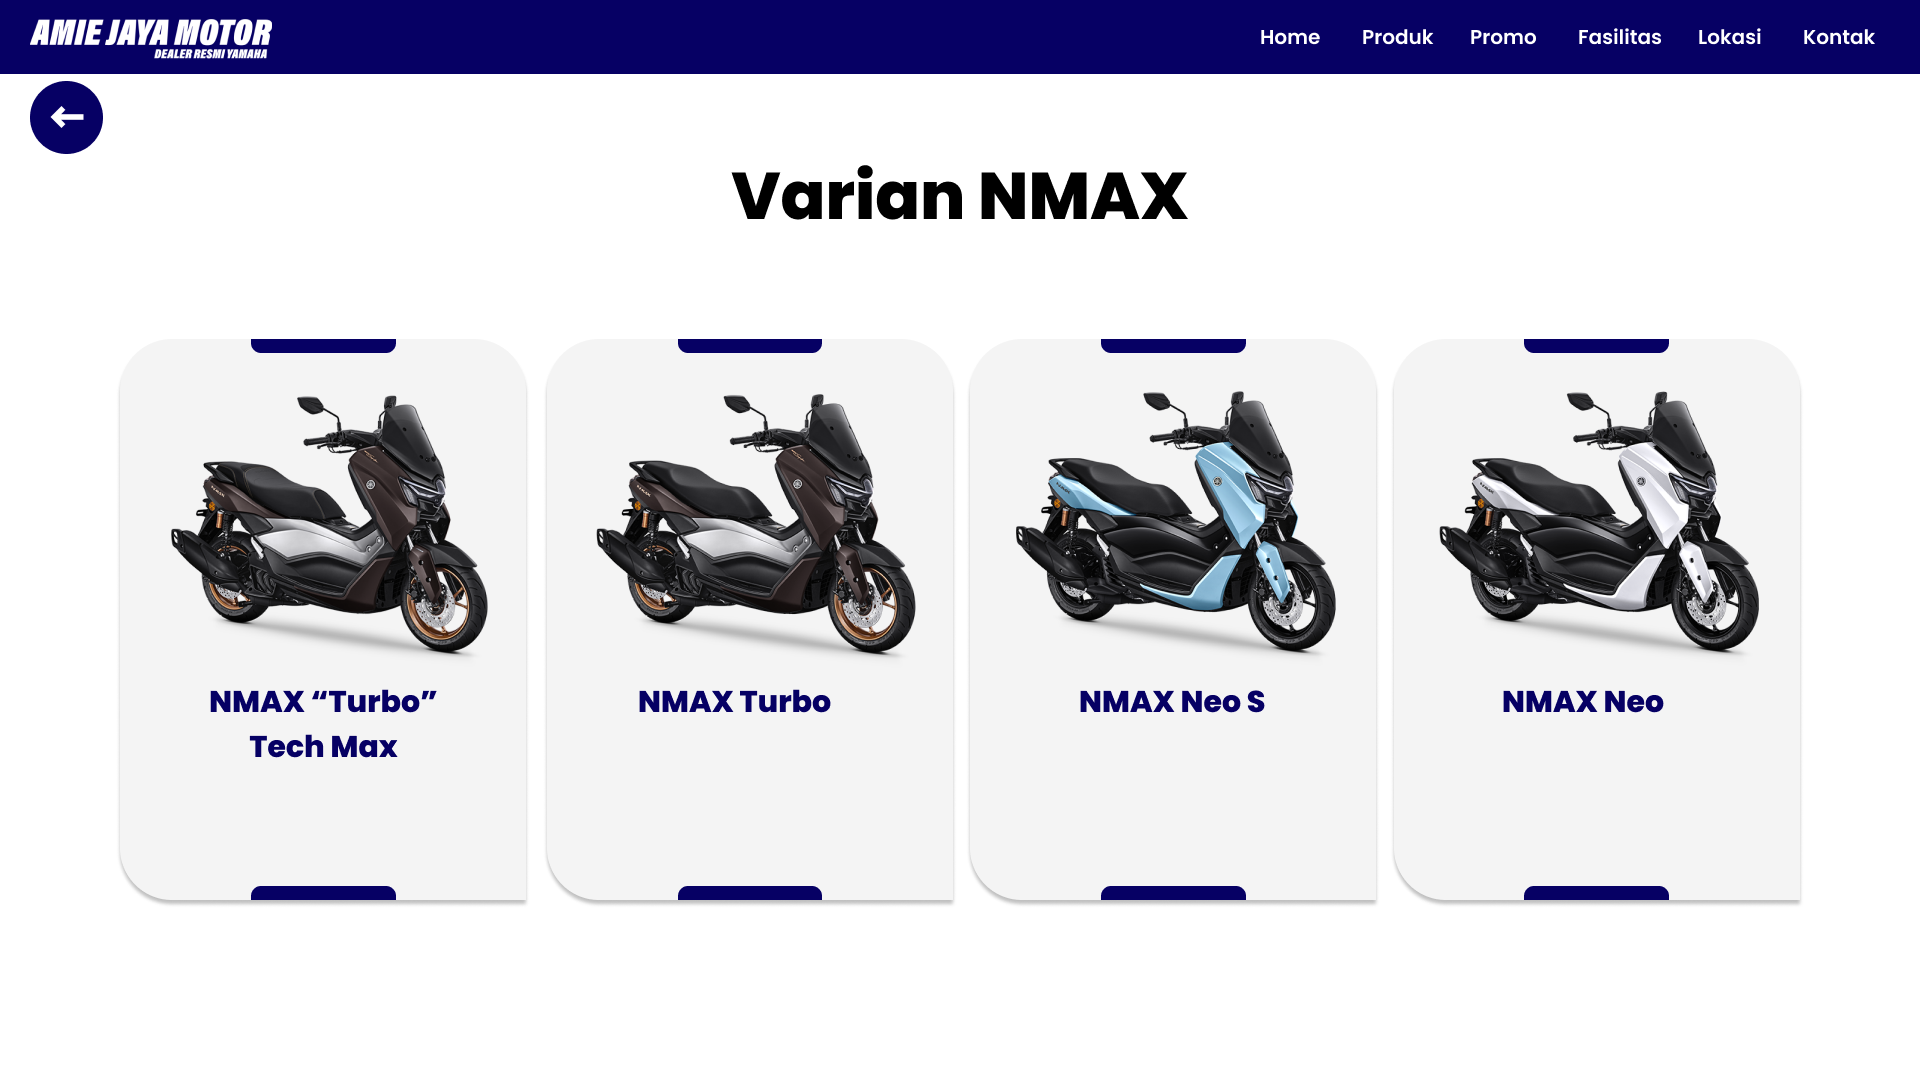 AMIE JAYA MOTOR
DEALER RESMI YAMAHA
Home Produk Promo Fasilitas Lokasi Kontak
Varian NMAX
NMAX “Turbo”
Tech Max
NMAX Turbo
NMAX Neo S
NMAX Neo